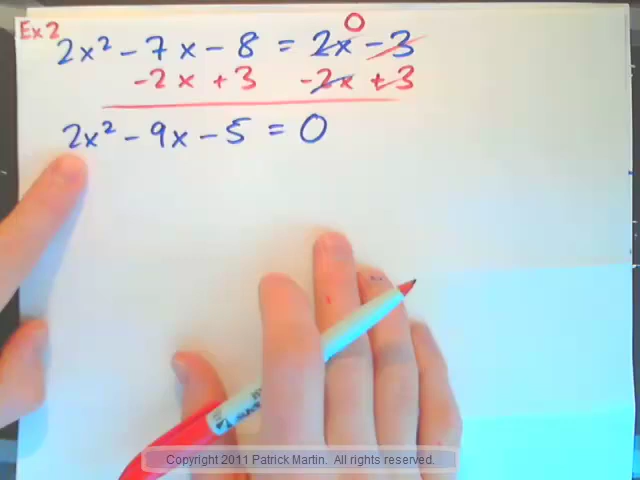 Ex 2
0
2x² - 7x - 8 = 2x - 3
-2x + 3 -2x + 3
2x² - 9x - 5 = 0
Copyright 2011 Patrick Martin. All rights reserved.